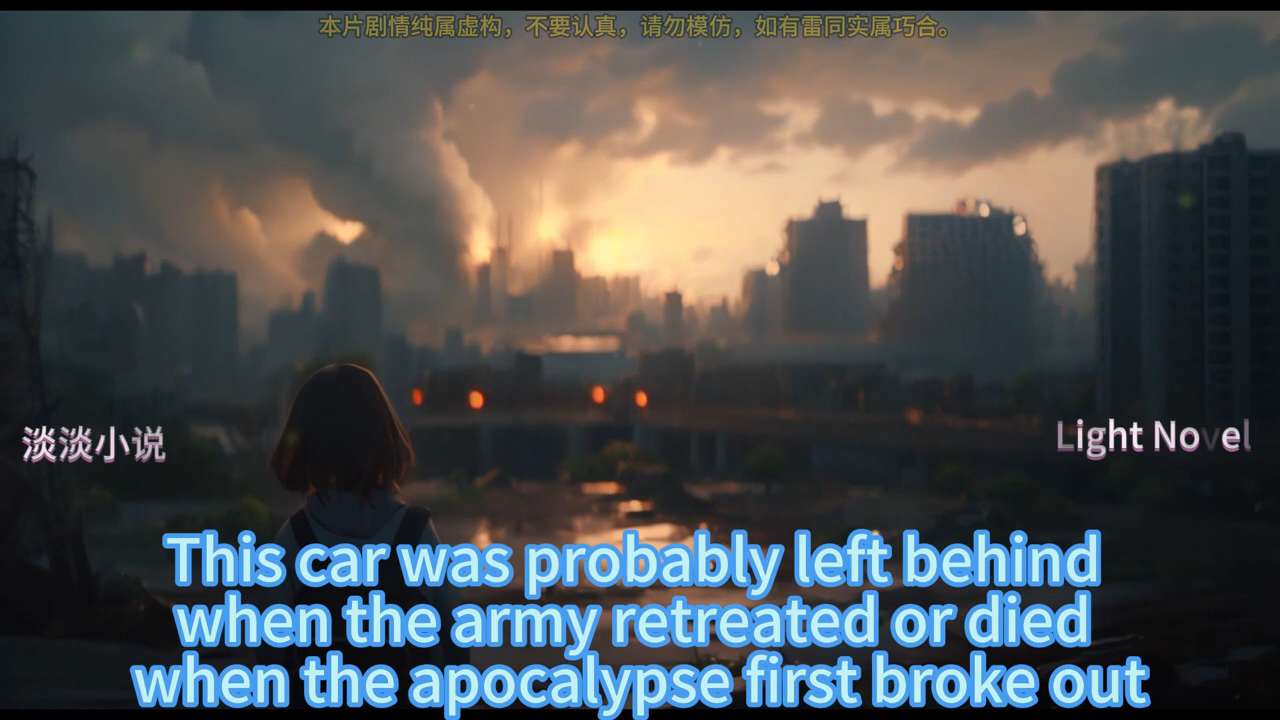 本片剧情纯属虚构，不要认真，请勿模仿，如有雷同实属巧合。
淡淡小说
Light Novel
This car was probably left behind
when the army retreated or died
when the apocalypse first broke out